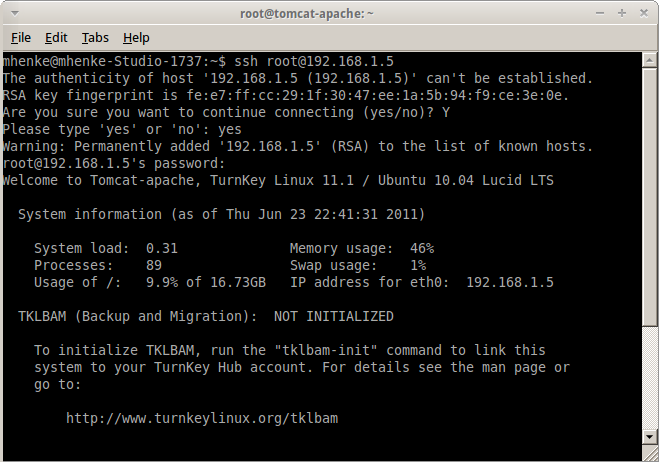 root@tomcat-apache: ~
File Edit Tabs Help
mhenke@mhenke-Studio-1737:~$ ssh root@192.168.1.5
The authenticity of host '192.168.1.5 (192.168.1.5)' can't be established.
RSA key fingerprint is fe:e7:ff:cc:29:1f:30:47:ee:1a:5b:94:f9:ce:3e:0e.
Are you sure you want to continue connecting (yes/no)? Y
Please type 'yes' or 'no': yes
Warning: Permanently added '192.168.1.5' (RSA) to the list of known hosts.
root@192.168.1.5's password:
Welcome to Tomcat-apache, TurnKey Linux 11.1 / Ubuntu 10.04 Lucid LTS
System information (as of Thu Jun 23 22:41:31 2011)
System load: 0.31 Memory usage: 46%
Processes: 89 Swap usage: 1%
Usage of /: 9.9% of 16.73GB IP address for eth0: 192.168.1.5
TKLBAM (Backup and Migration): NOT INITIALIZED
To initialize TKLBAM, run the "tklbam-init" command to link this
system to your TurnKey Hub account. For details see the man page or
go to:
http://www.turnkeylinux.org/tklbam